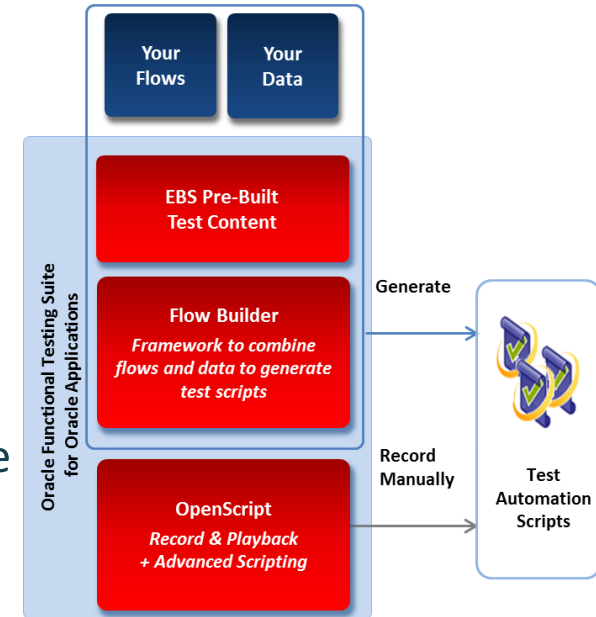 Your
Flows
Your
Data
EBS Pre-Built
Test Content
Flow Builder
Framework to combine
flows and data to generate
test scripts
OpenScript
Record & Playback
+ Advanced Scripting
Oracle Functional Testing Suite
for Oracle Applications
e
Generate
Record
Manually
Test
Automation
Scripts